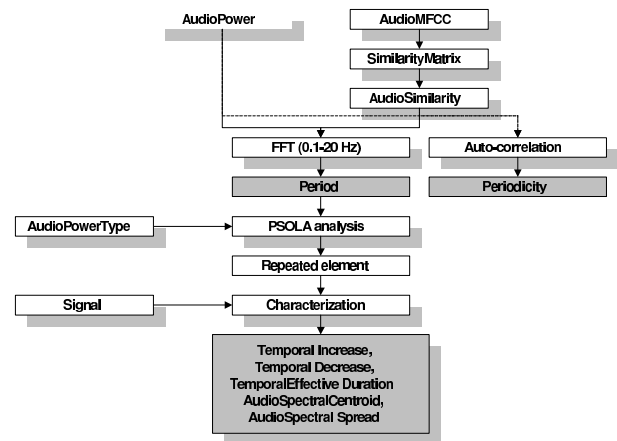 AudioPower
AudioMFCC
SimilarityMatrix
AudioSimilarity
FFT (0.1-20 Hz)
Auto-correlation
Period
Periodicity
AudioPowerType
PSOLA analysis
Repeated element
Signal
Characterization
Temporal Increase,
Temporal Decrease,
TemporalEffective Duration
AudioSpectralCentroid,
AudioSpectral Spread